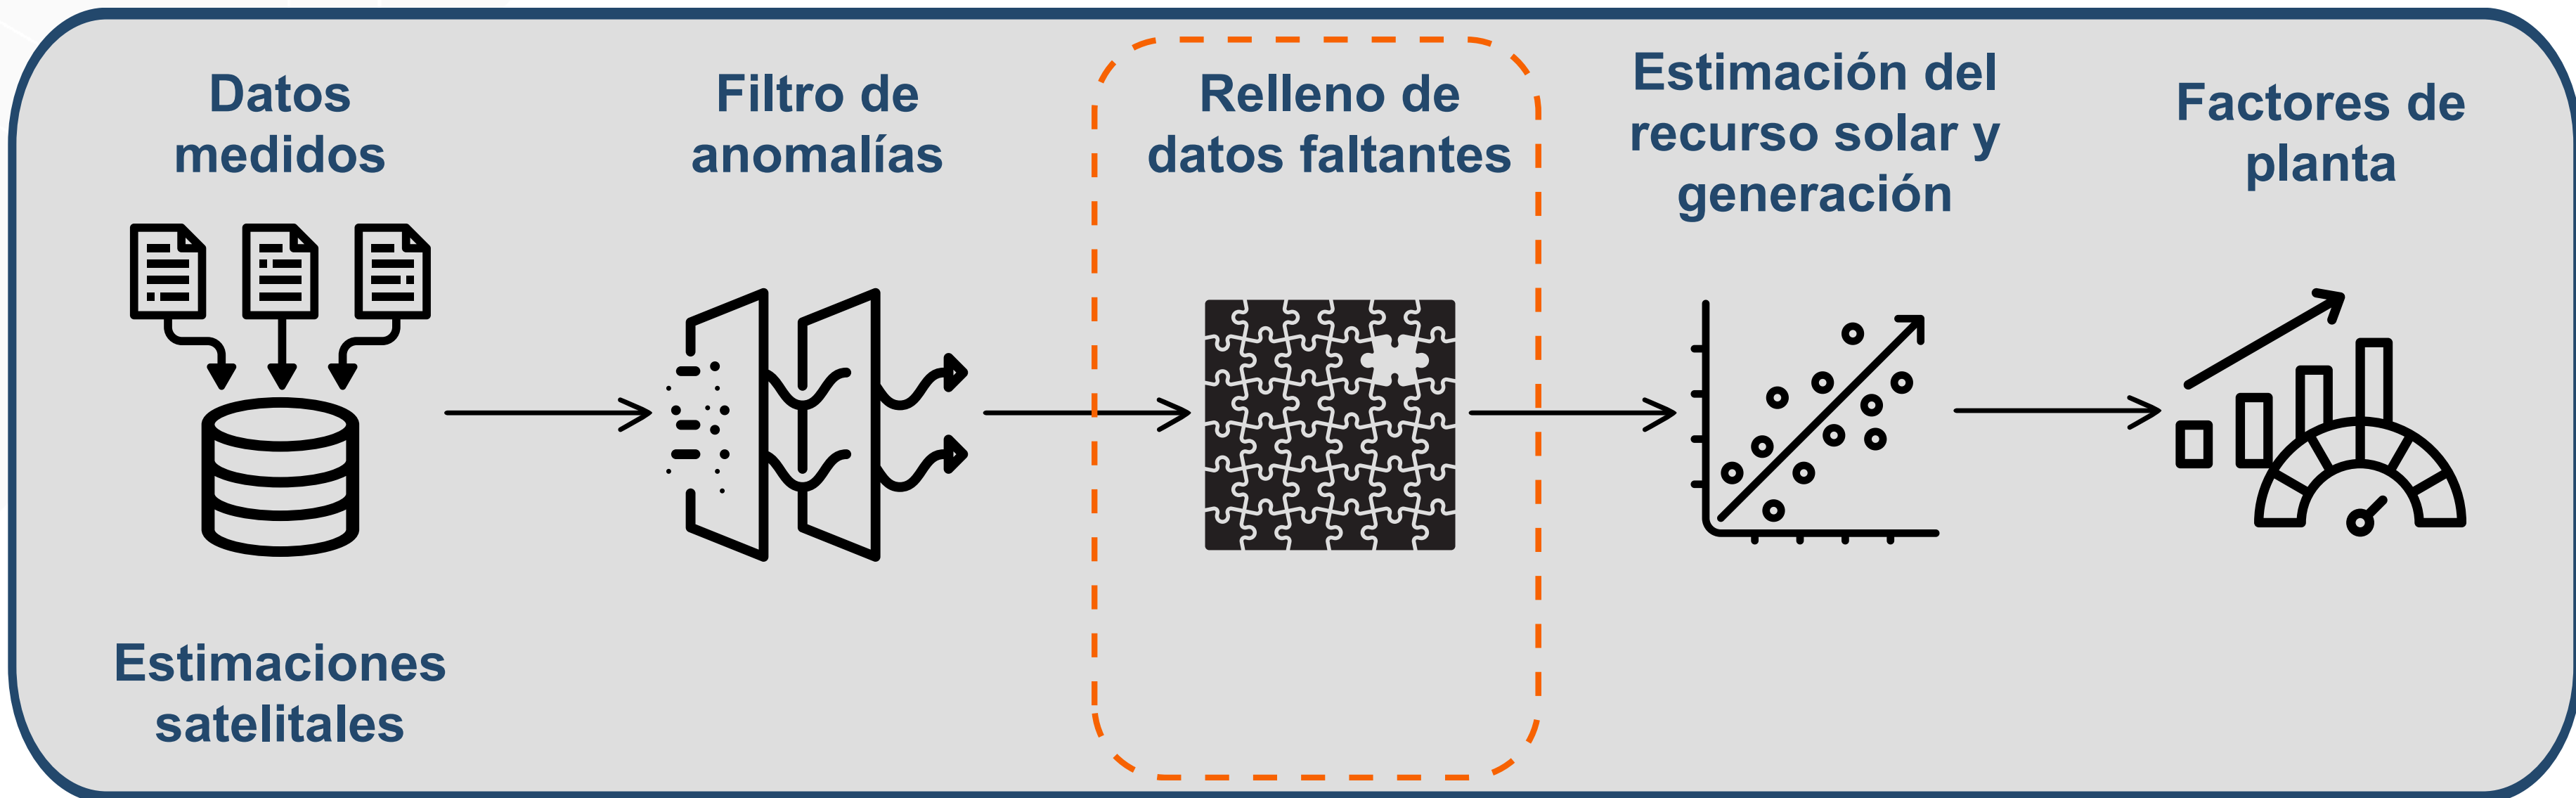 Datos
medidos
Estimaciones
satelitales
Filtro de
anomalías
Relleno de
datos faltantes
Estimación del
recurso solar y
generación
Factores de
planta